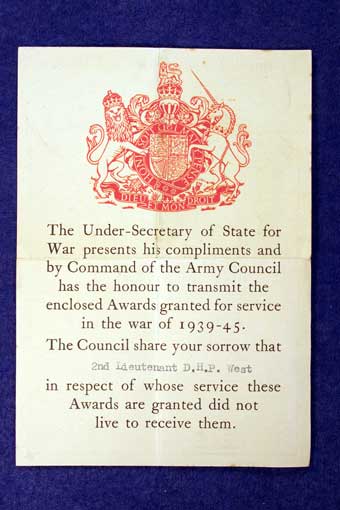 HONI SOIT QUI MAL Y PENSE
DIEU ET MON DROIT
The Under-Secretary of State for
War presents his compliments and
by Command of the Army Council
has the honour to transmit the
enclosed Awards granted for service
in the war of 1939-45.
The Council share your sorrow that
2nd Lieutenant D.H.P. West
in respect of whose service these
Awards are granted did not
live to receive them.